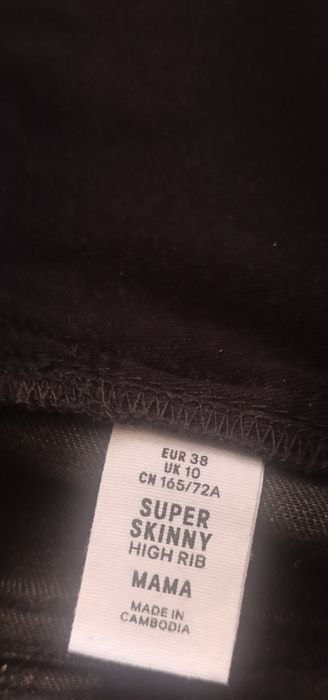 EUR 38
UK 10
CN 165/72A
SUPER
SKINNY
HIGH RIB
MAMA
MADE IN
CAMBODIA